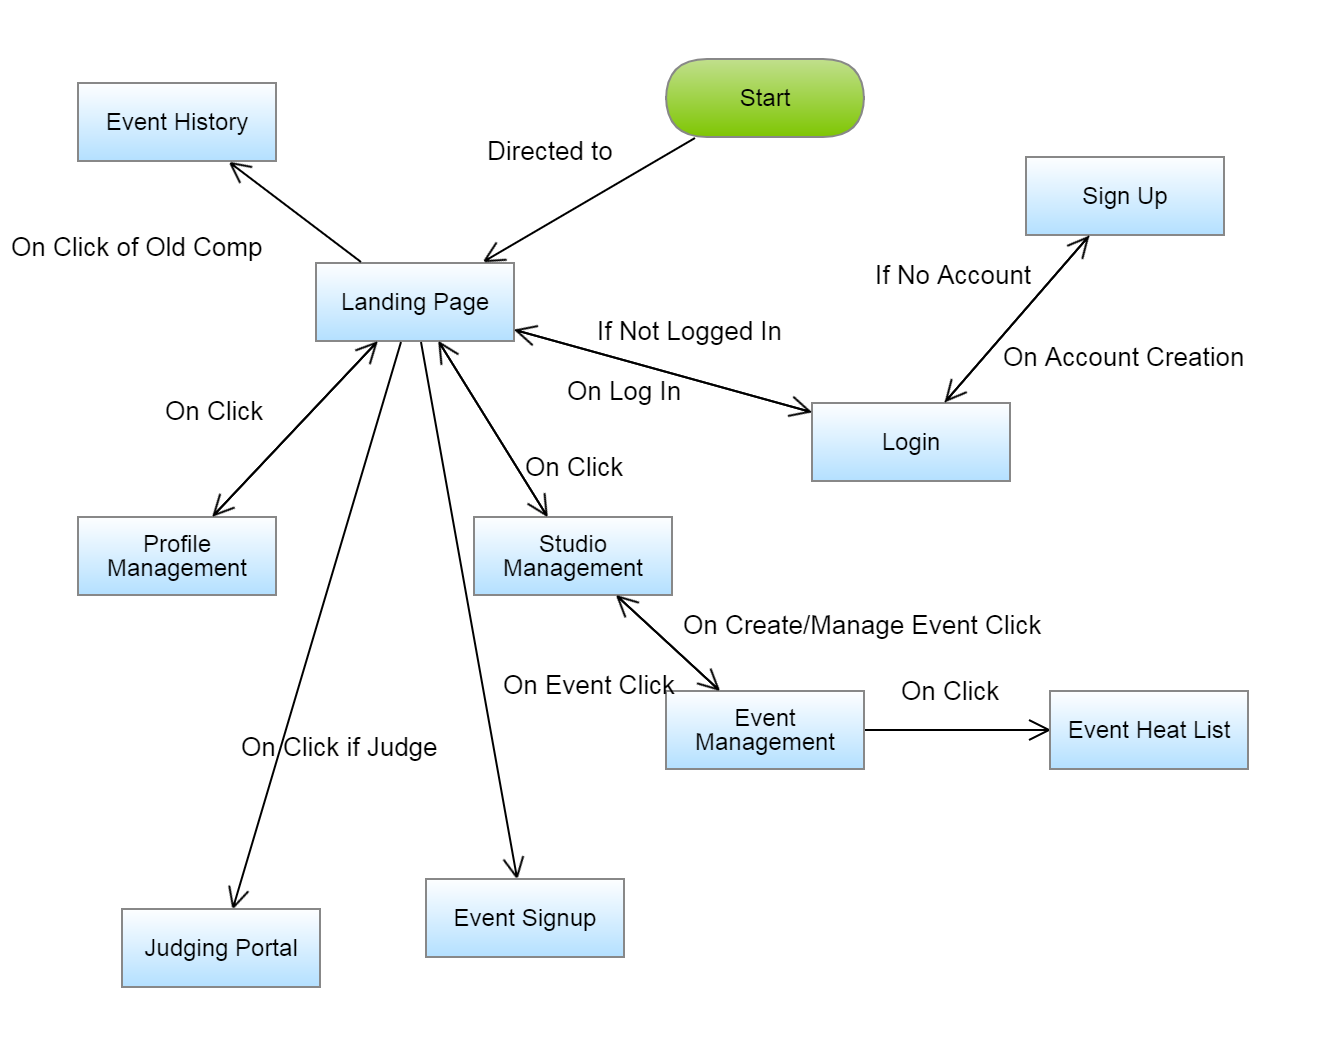 Start
Event History
Directed to
Sign Up
On Click of Old Comp
If No Account
Landing Page
If Not Logged In
On Account Creation
On Log In
On Click
Login
On Click
Profile
Management
Studio
Management
On Create/Manage Event Click
On Event Click
On Click
Event
Management
Event Heat List
On Click if Judge
Event Signup
Judging Portal